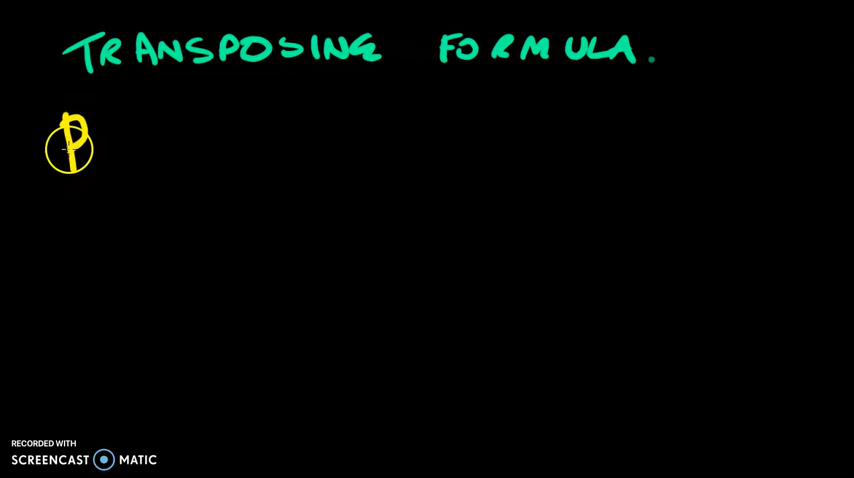 TRANSPOSING FORMULA.
P
RECORDED WITH
SCREENCAST MATIC